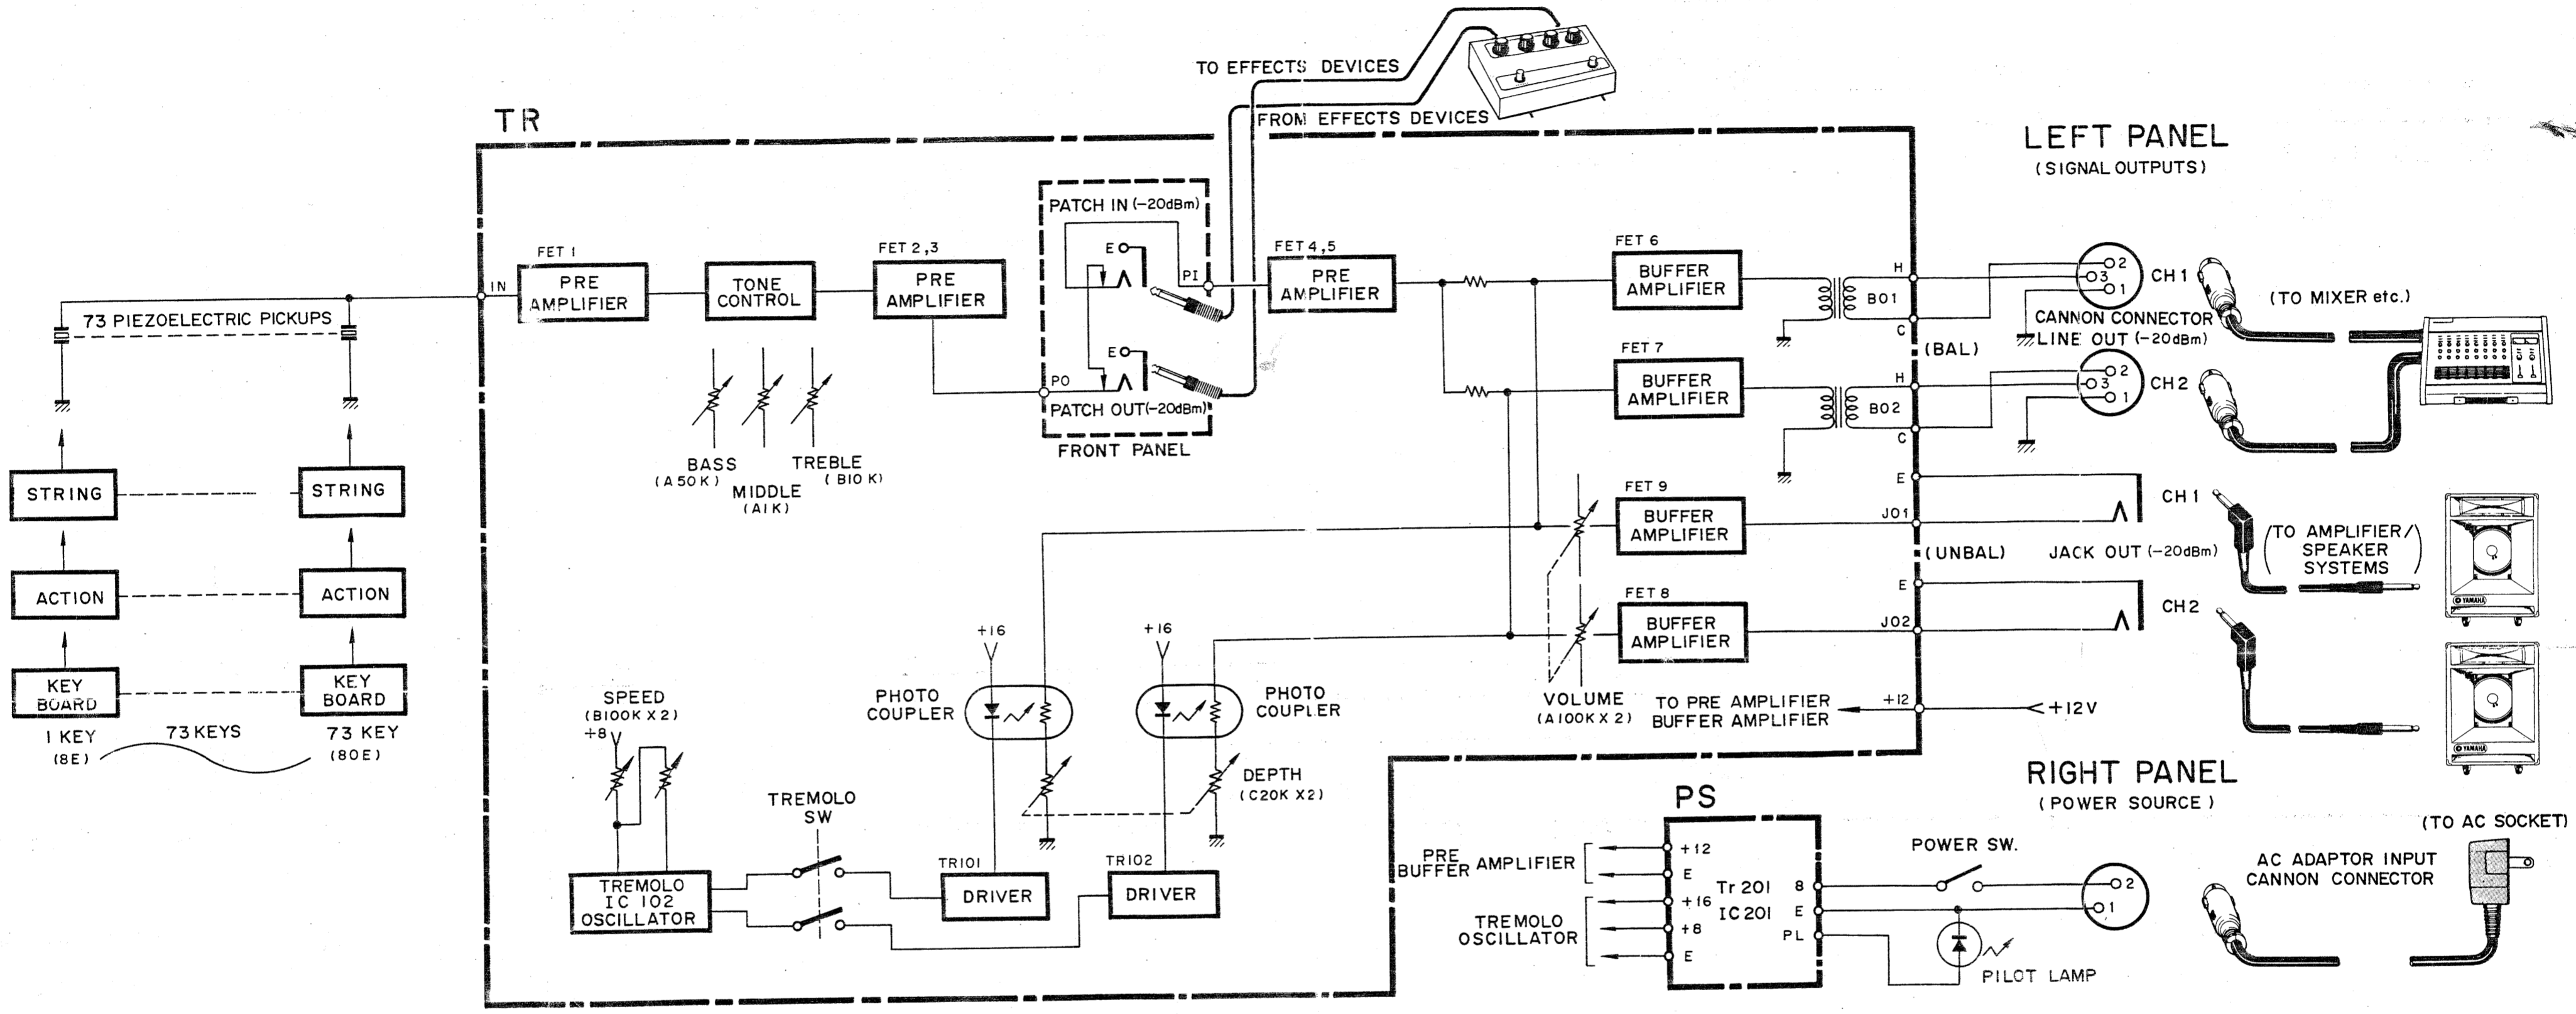 TO EFFECTS DEVICES
FROM EFFECTS DEVICES
TR
LEFT PANEL
(SIGNAL OUTPUTS)
PATCH IN (-20dBm)
E
PI
FET 1
PRE
AMPLIFIER
IN
TONE
CONTROL
FET 2,3
PRE
AMPLIFIER
FET 4,5
PRE
AMPLIFIER
FET 6
BUFFER
AMPLIFIER
H
BO1
C
2
3
1
CH 1
(TO MIXER etc.)
CANNON CONNECTOR
LINE OUT (-20dBm)
(BAL)
73 PIEZOELECTRIC PICKUPS
E
PO
PATCH OUT (-20dBm)
FRONT PANEL
FET 7
BUFFER
AMPLIFIER
H
BO2
C
2
3
1
CH 2
BASS
(A50K)
MIDDLE
(A1K)
TREBLE
(B10K)
STRING
STRING
ACTION
ACTION
KEY
BOARD
KEY
BOARD
1 KEY
(8E)
73 KEYS
73 KEY
(80E)
FET 9
BUFFER
AMPLIFIER
E
JO1
CH 1
(UNBAL)
JACK OUT (-20dBm)
(TO AMPLIFIER/
SPEAKER
SYSTEMS)
YAMAHA
FET 8
BUFFER
AMPLIFIER
E
JO2
CH 2
YAMAHA
+16
+16
PHOTO
COUPLER
PHOTO
COUPLER
VOLUME
(A100K X 2)
TO PRE AMPLIFIER
BUFFER AMPLIFIER
+12
+12V
SPEED
(B100K X 2)
+8
DEPTH
(C20K X2)
TREMOLO
SW
TREMOLO
IC 102
OSCILLATOR
TR101
DRIVER
TR102
DRIVER
RIGHT PANEL
(POWER SOURCE)
PS
PRE
BUFFER AMPLIFIER
TREMOLO
OSCILLATOR
+12
E
+16
+8
E
Tr 201
IC 201
8
E
PL
POWER SW.
2
1
PILOT LAMP
(TO AC SOCKET)
AC ADAPTOR INPUT
CANNON CONNECTOR